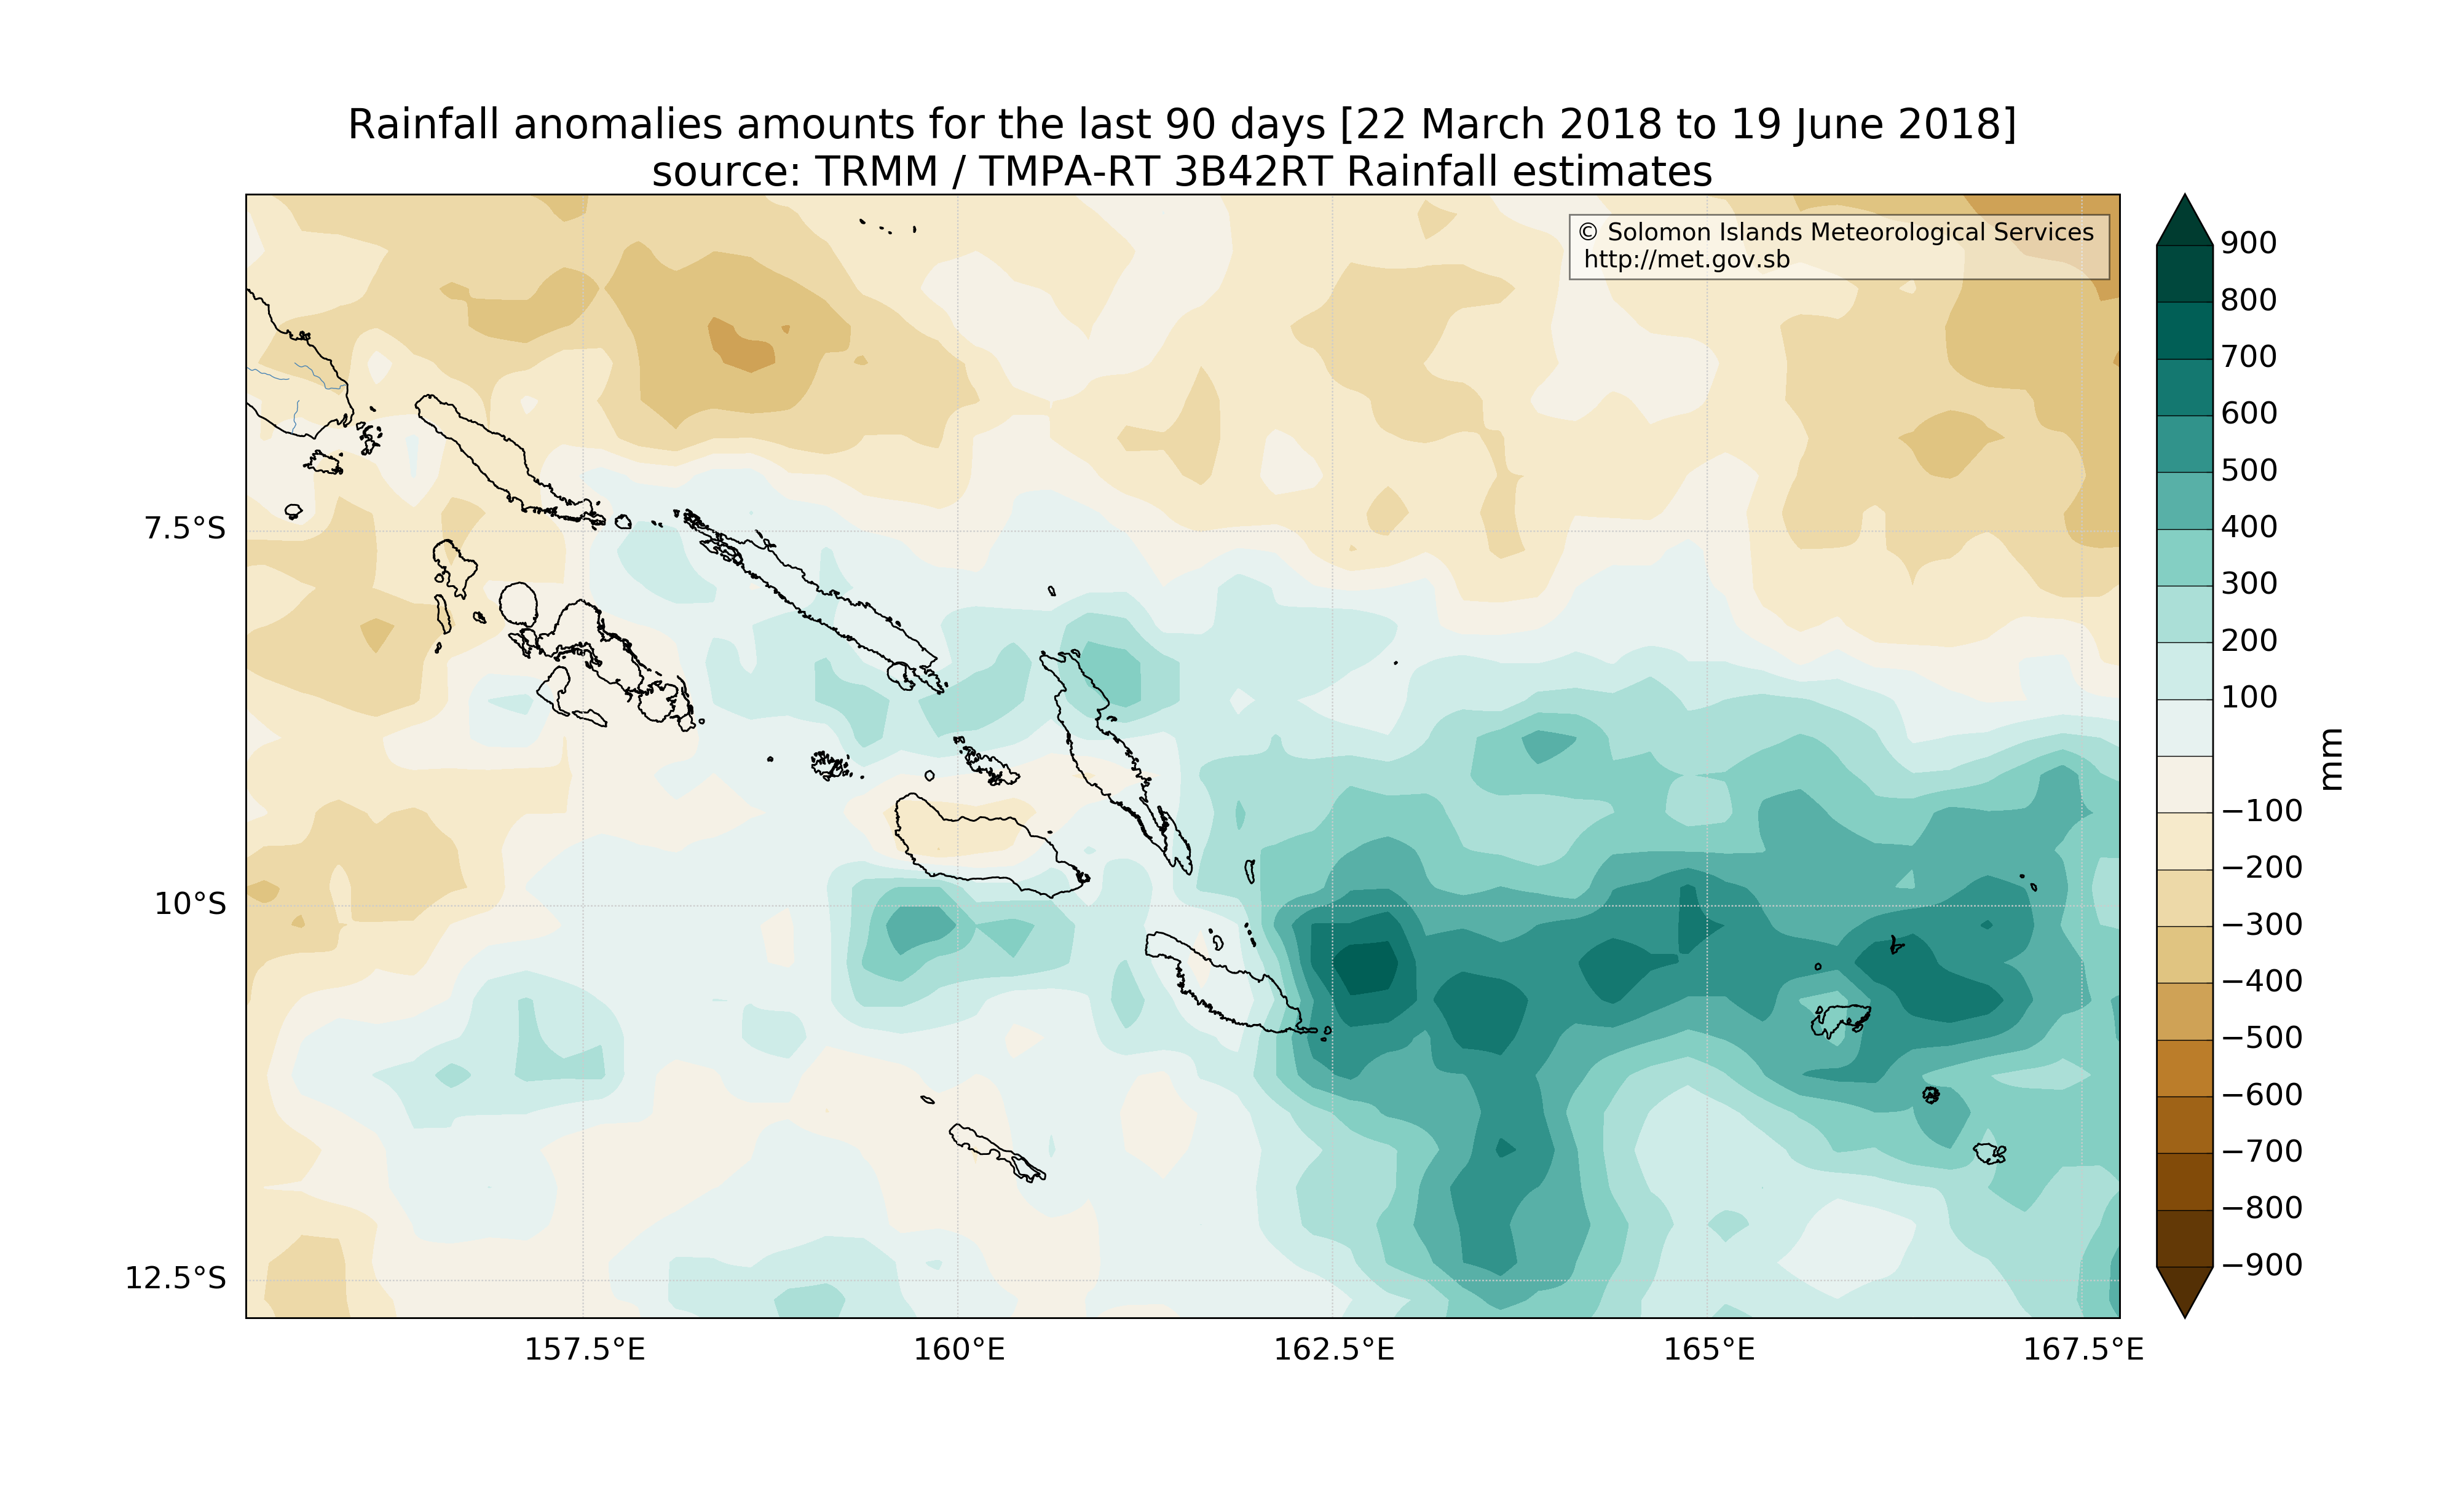 Rainfall anomalies amounts for the last 90 days [22 March 2018 to 19 June 2018]
source: TRMM / TMPA-RT 3B42RT Rainfall estimates
© Solomon Islands Meteorological Services
http://met.gov.sb
7.5°S
10°S
12.5°S
157.5°E
160°E
162.5°E
165°E
167.5°E
900
800
700
600
500
400
300
200
100
−100
−200
−300
−400
−500
−600
−700
−800
−900
mm